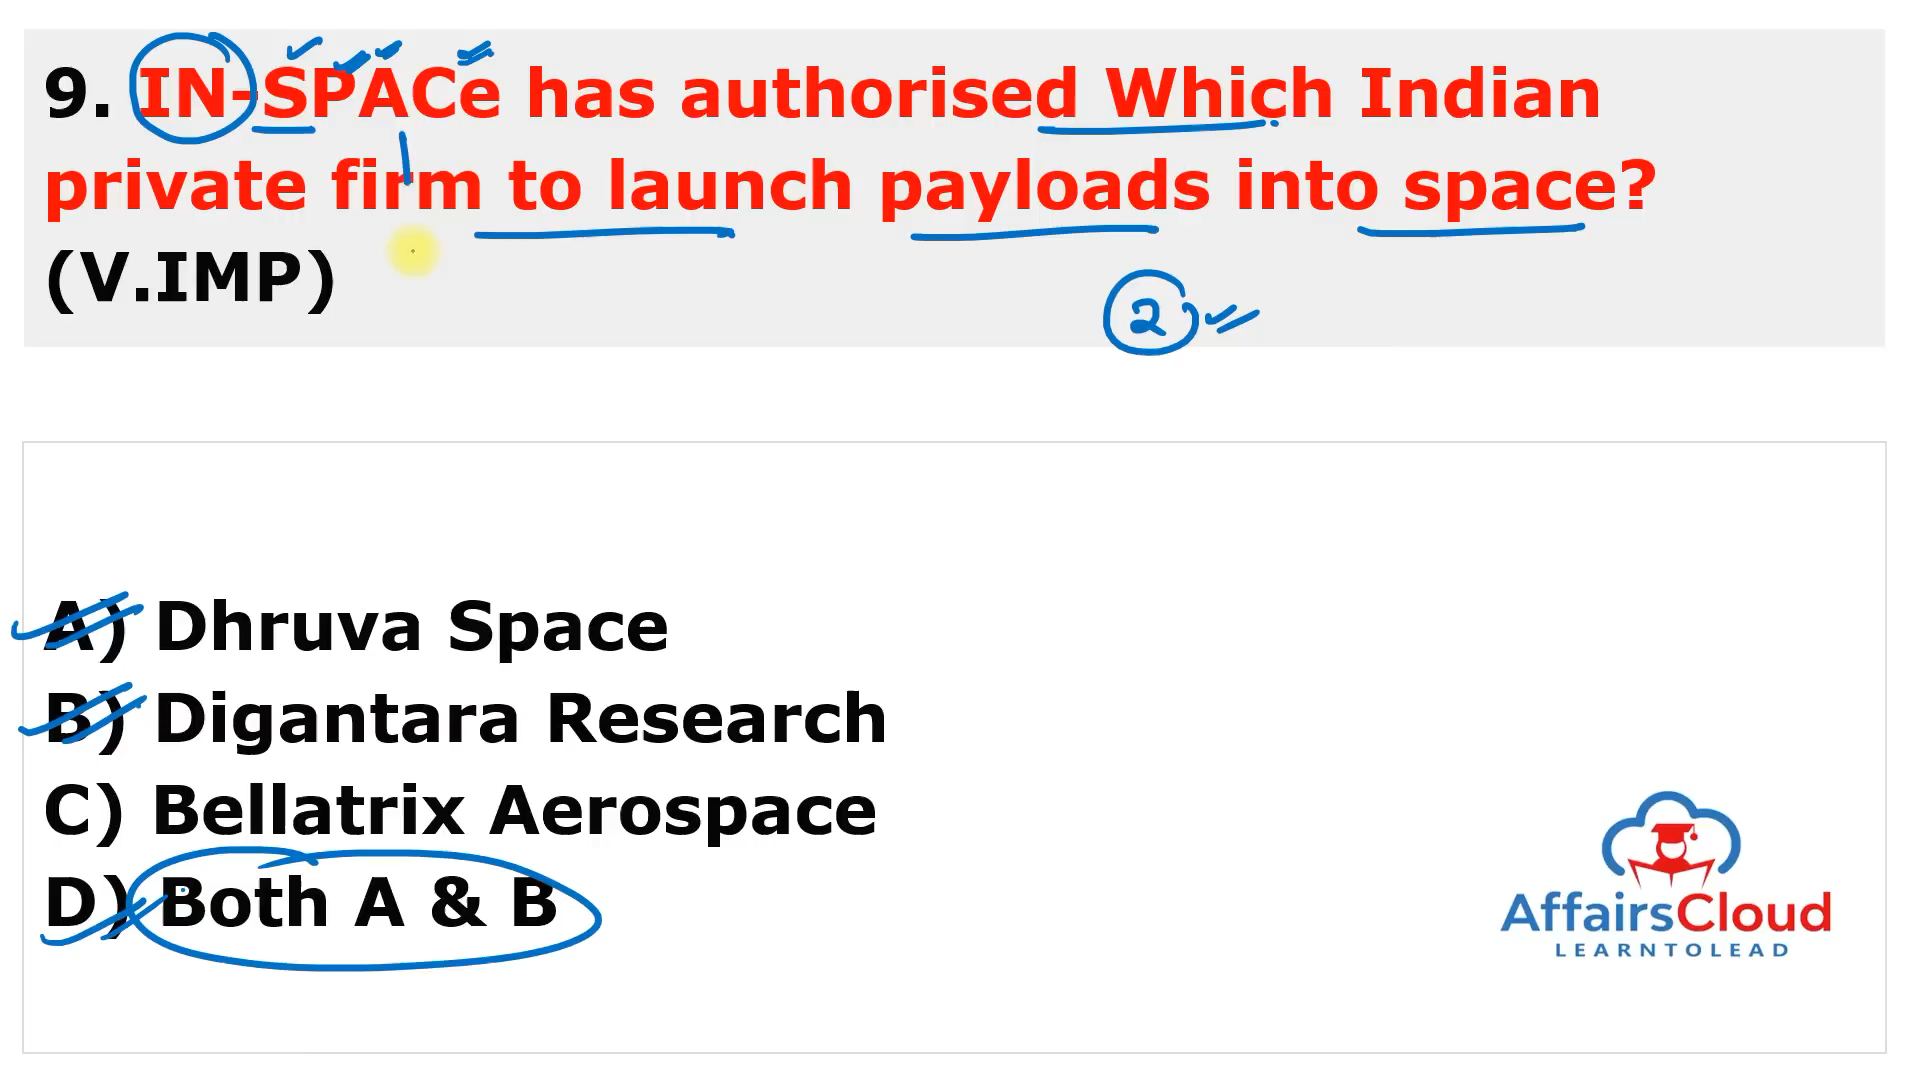 9. IN-SPACe has authorised Which Indian
private firm to launch payloads into space?
(V.IMP)
2
A) Dhruva Space
B) Digantara Research
C) Bellatrix Aerospace
D) Both A & B
AffairsCloud
LEARNTOLEAD